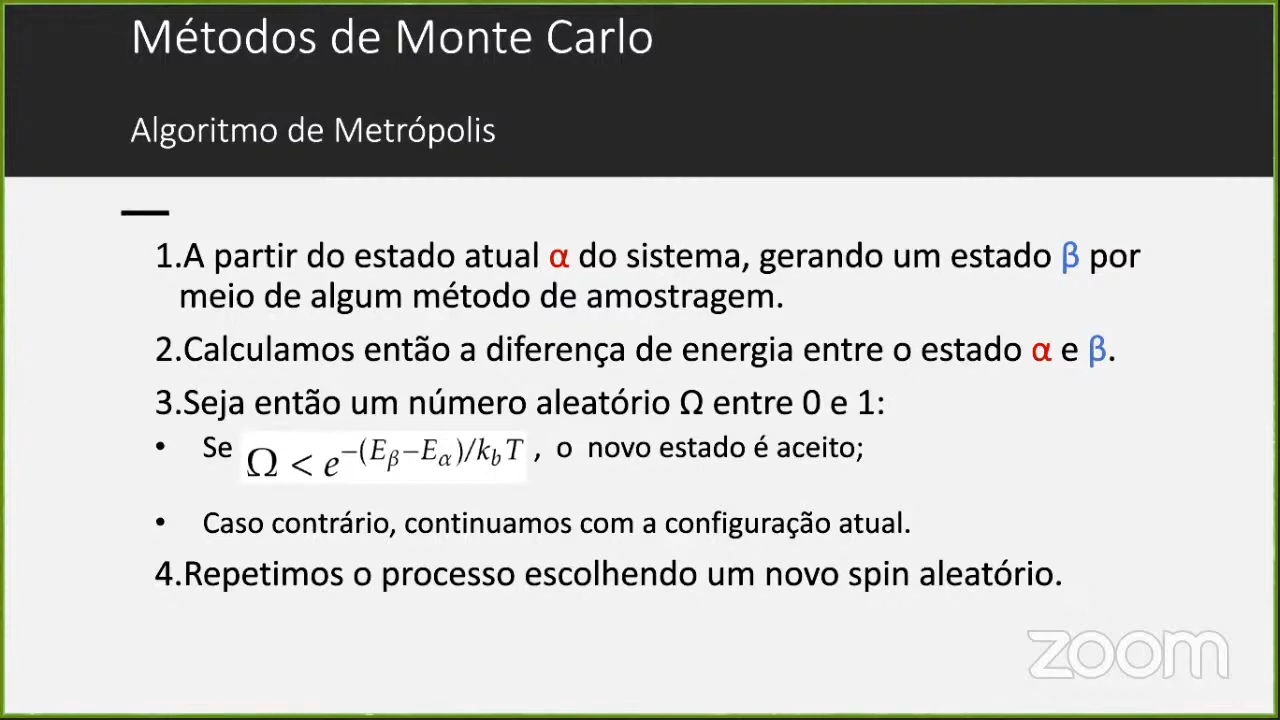 Métodos de Monte Carlo
Algoritmo de Metrópolis
1.A partir do estado atual α do sistema, gerando um estado β por
meio de algum método de amostragem.
2.Calculamos então a diferença de energia entre o estado α e β.
3.Seja então um número aleatório Ω entre 0 e 1:
• Se Ω < e^{−(E_β−E_α)/k_bT} , o novo estado é aceito;
• Caso contrário, continuamos com a configuração atual.
4.Repetimos o processo escolhendo um novo spin aleatório.
zoom